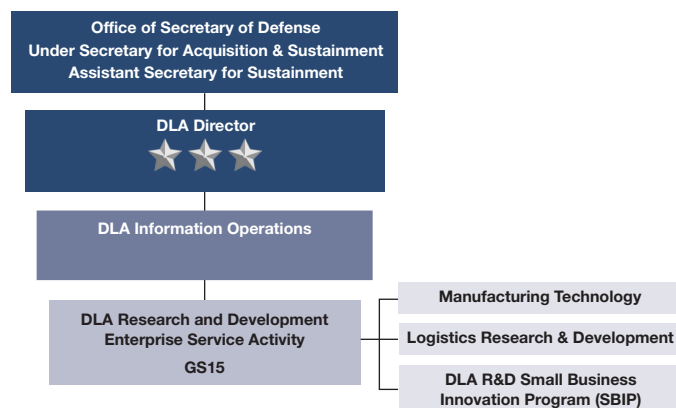 Office of Secretary of Defense
Under Secretary for Acquisition & Sustainment
Assistant Secretary for Sustainment
DLA Director
DLA Information Operations
DLA Research and Development
Enterprise Service Activity
GS15
Manufacturing Technology
Logistics Research & Development
DLA R&D Small Business
Innovation Program (SBIP)